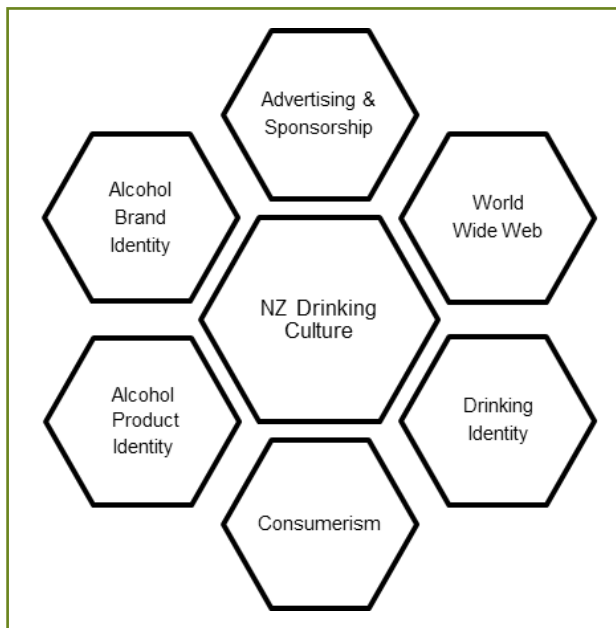 Advertising &
Sponsorship
Alcohol
Brand
Identity
World
Wide Web
NZ Drinking
Culture
Alcohol
Product
Identity
Drinking
Identity
Consumerism